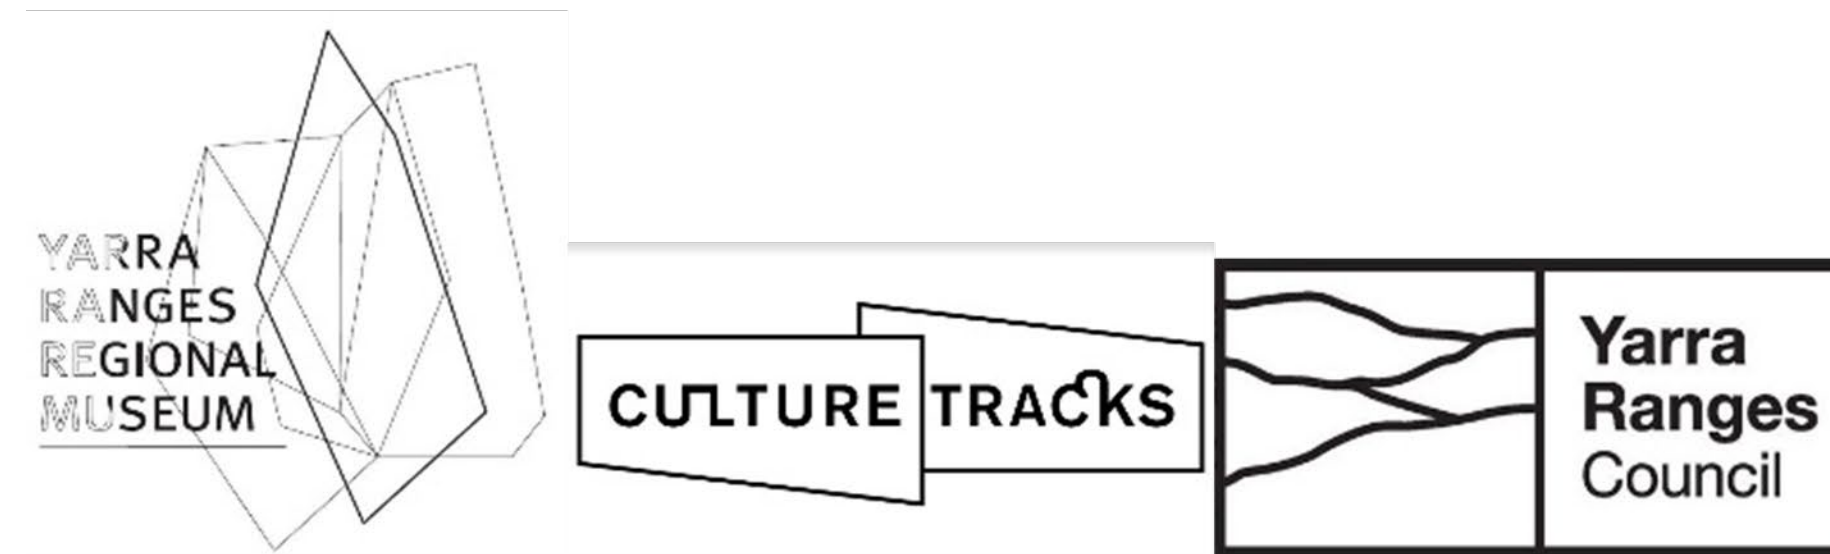 YARRA
RANGES
REGIONAL
MUSEUM
CULTURE TRACKS
Yarra
Ranges
Council